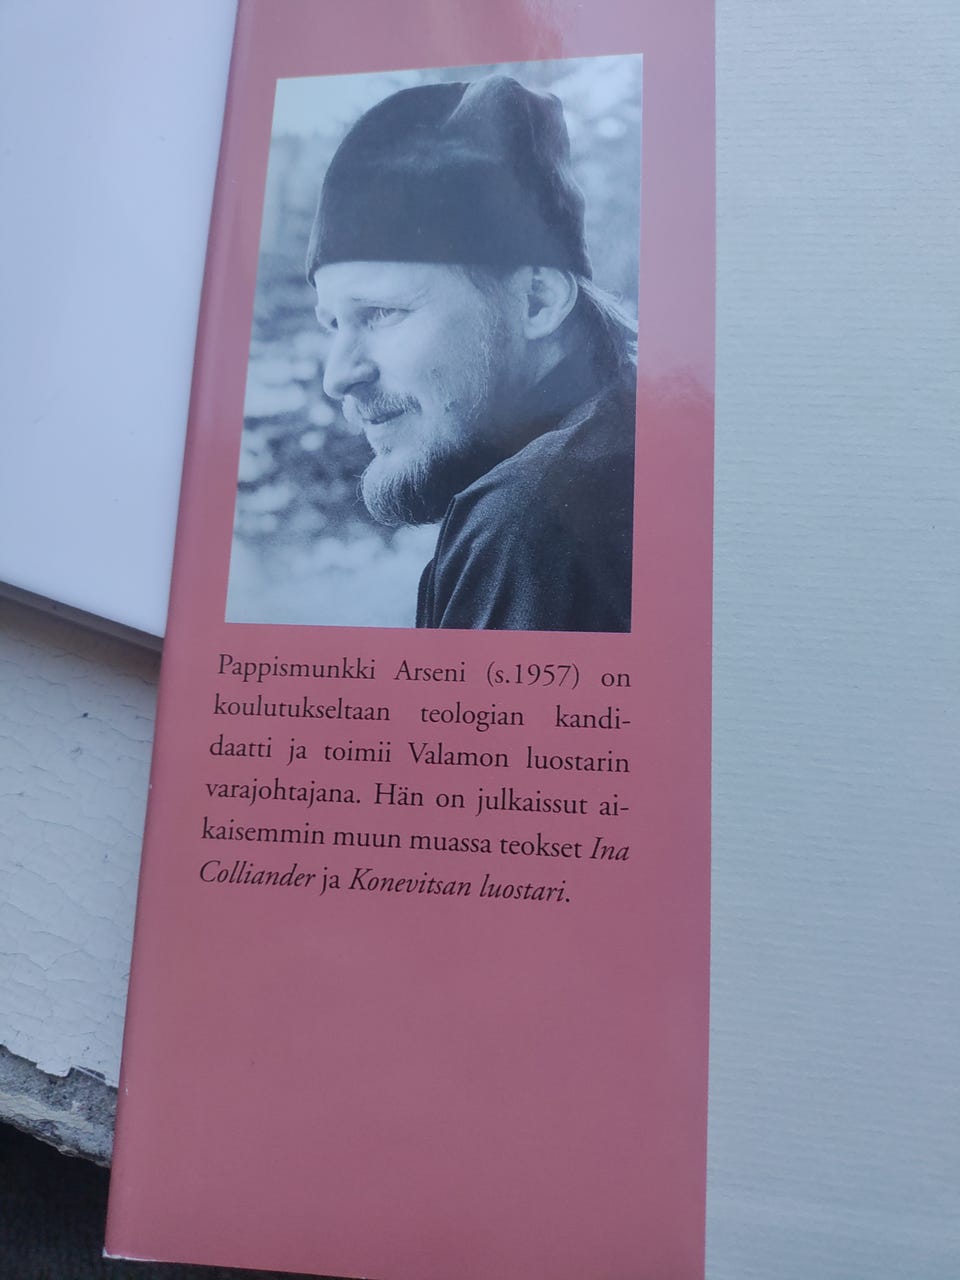 Pappismunkki Arseni (s.1957) on
koulutukseltaan teologian kandi-
daatti ja toimii Valamon luostarin
varajohtajana. Hän on julkaissut ai-
kaisemmin muun muassa teokset Ina
Colliander ja Konevitsan luostari.